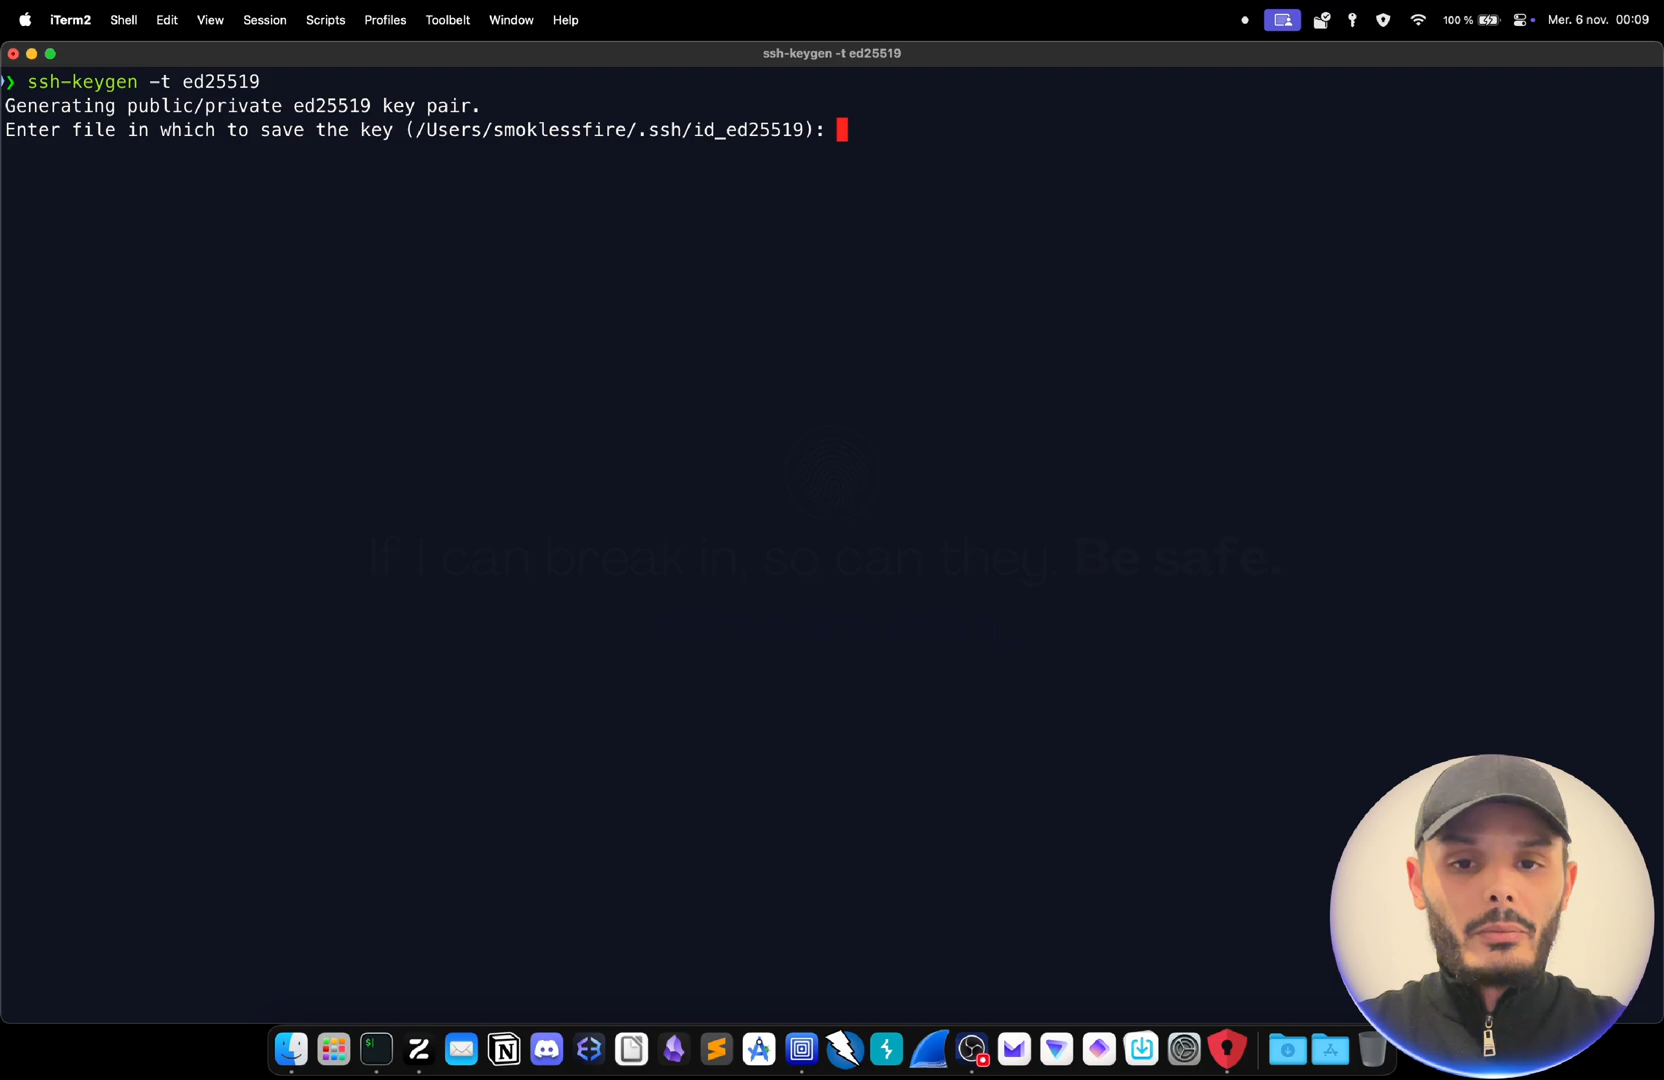 iTerm2 Shell Edit View Session Scripts Profiles Toolbelt Window Help 100 % Mer. 6 nov. 00:09
ssh-keygen -t ed25519
❯ ssh-keygen -t ed25519
Generating public/private ed25519 key pair.
Enter file in which to save the key (/Users/smoklessfire/.ssh/id_ed25519):
If I can break in, so can they. Be safe.